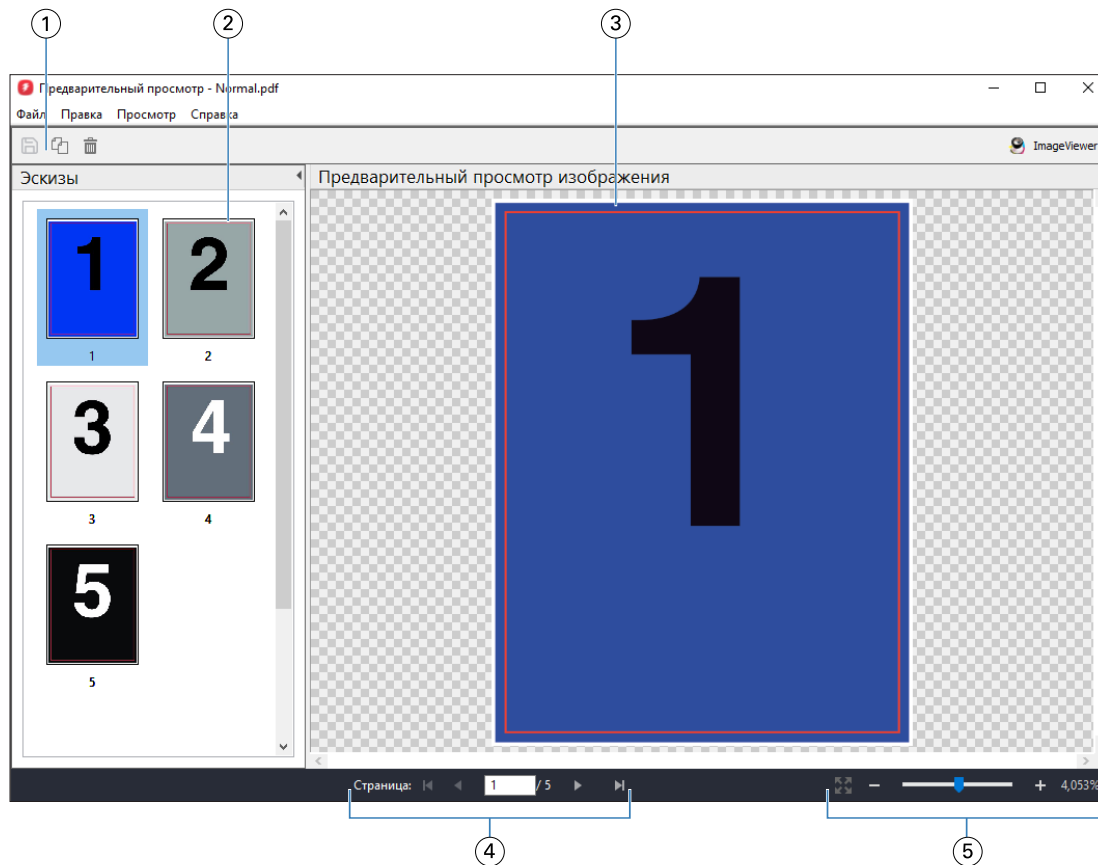 1 2 3
Предварительный просмотр - Normal.pdf
Файл Правка Просмотр Справка
ImageViewer
Эскизы
Предварительный просмотр изображения
1 2
1 2
3 4
3 4
5
5
1
Страница: 1 / 5
4,053%
4 5